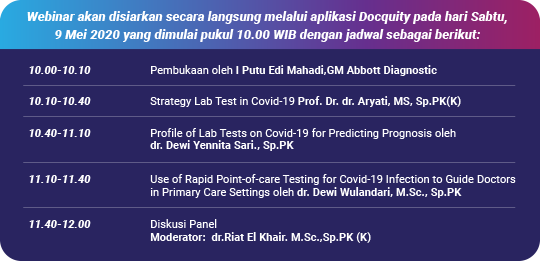 Webinar akan disiarkan secara langsung melalui aplikasi Docquity pada hari Sabtu,
9 Mei 2020 yang dimulai pukul 10.00 WIB dengan jadwal sebagai berikut:
10.00-10.10 Pembukaan oleh I Putu Edi Mahadi,GM Abbott Diagnostic
10.10-10.40 Strategy Lab Test in Covid-19 Prof. Dr. dr. Aryati, MS, Sp.PK(K)
10.40-11.10 Profile of Lab Tests on Covid-19 for Predicting Prognosis oleh
dr. Dewi Yennita Sari., Sp.PK
11.10-11.40 Use of Rapid Point-of-care Testing for Covid-19 Infection to Guide Doctors
in Primary Care Settings oleh dr. Dewi Wulandari, M.Sc., Sp.PK
11.40-12.00 Diskusi Panel
Moderator: dr.Riat El Khair. M.Sc.,Sp.PK (K)